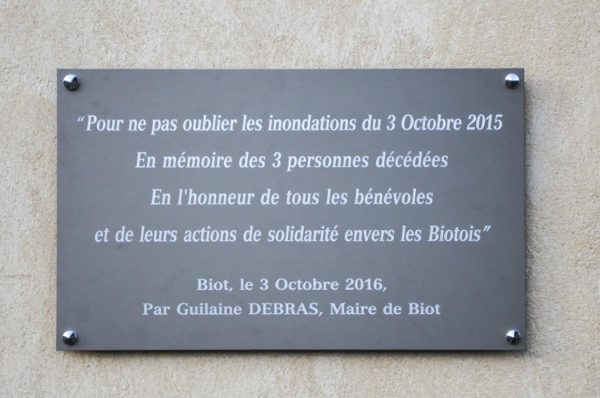 “Pour ne pas oublier les inondations du 3 Octobre 2015
En mémoire des 3 personnes décédées
En l'honneur de tous les bénévoles
et de leurs actions de solidarité envers les Biotois”
Biot, le 3 Octobre 2016,
Par Guilaine DEBRAS, Maire de Biot